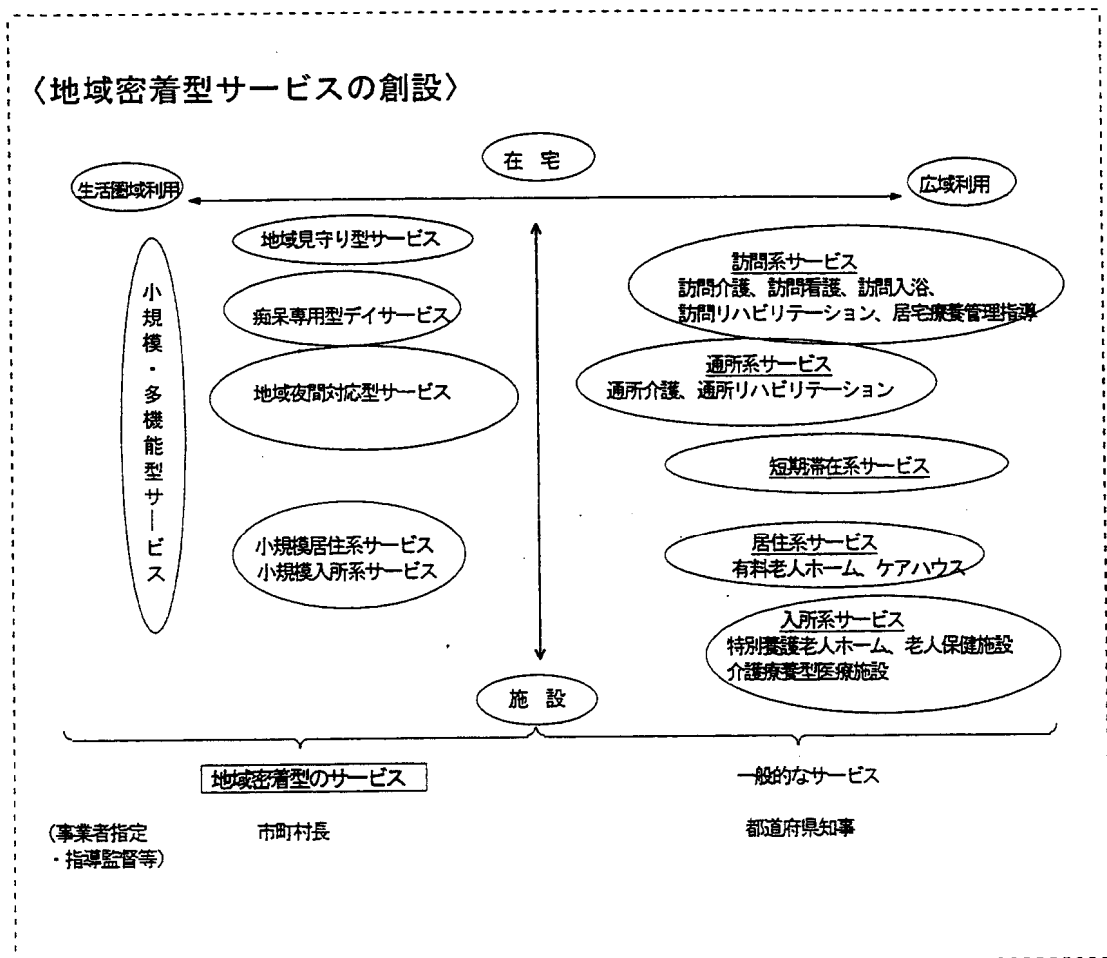 〈地域密着型サービスの創設〉
在 宅
生活圏域利用
広域利用
小規模・多機能型サービス
地域見守り型サービス
痴呆専用型デイサービス
地域夜間対応型サービス
小規模居住系サービス
小規模入所系サービス
訪問系サービス
訪問介護、訪問看護、訪問入浴、
訪問リハビリテーション、居宅療養管理指導
通所系サービス
通所介護、通所リハビリテーション
短期滞在系サービス
居住系サービス
有料老人ホーム、ケアハウス
入所系サービス
特別養護老人ホーム、老人保健施設
介護療養型医療施設
施 設
地域密着型のサービス
一般的なサービス
(事業者指定
・指導監督等)
市町村長
都道府県知事